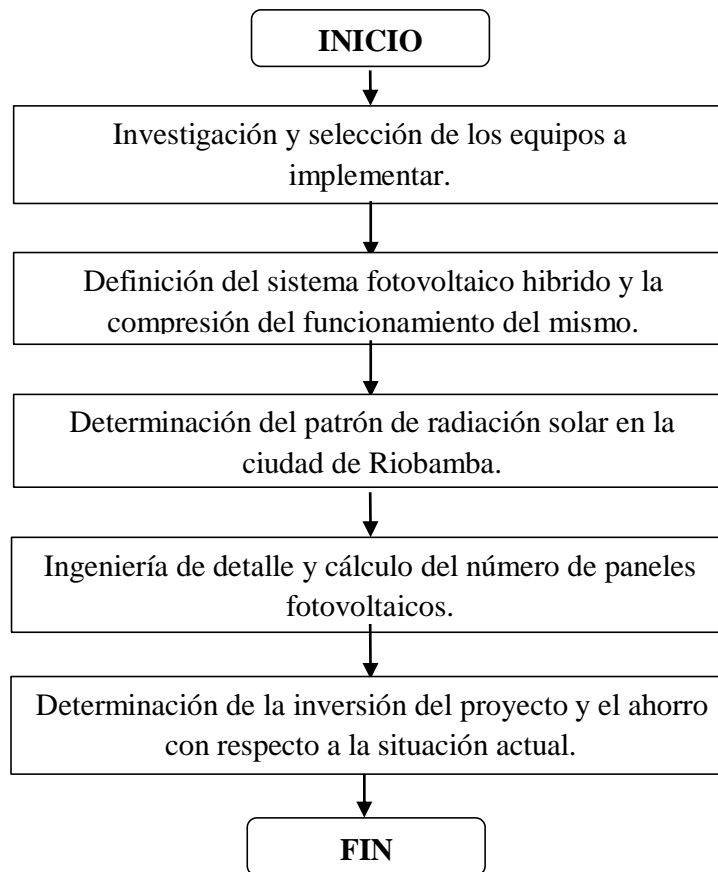 INICIO
Investigación y selección de los equipos a
implementar.
Definición del sistema fotovoltaico hibrido y la
compresión del funcionamiento del mismo.
Determinación del patrón de radiación solar en la
ciudad de Riobamba.
Ingeniería de detalle y cálculo del número de paneles
fotovoltaicos.
Determinación de la inversión del proyecto y el ahorro
con respecto a la situación actual.
FIN